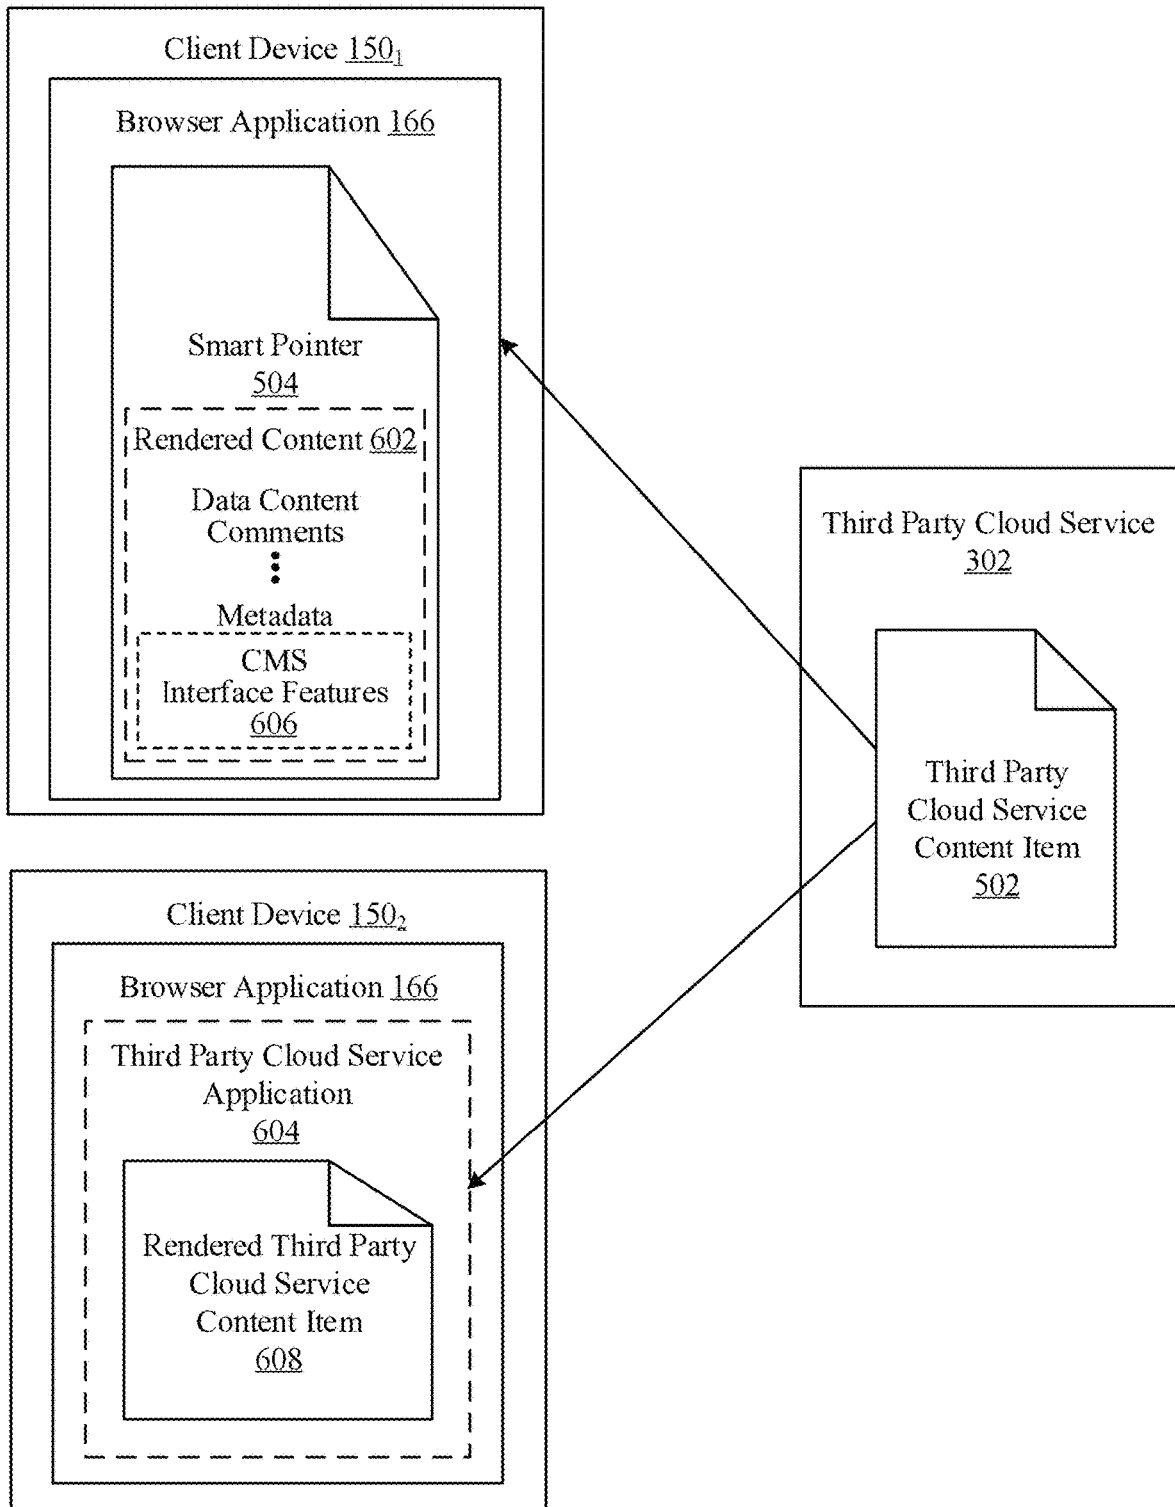 Client Device 150₁
Browser Application 166
Smart Pointer
504
Rendered Content 602
Data Content
Comments
Metadata
CMS
Interface Features
606
Third Party Cloud Service
302
Third Party
Cloud Service
Content Item
502
Client Device 150₂
Browser Application 166
Third Party Cloud Service
Application
604
Rendered Third Party
Cloud Service
Content Item
608